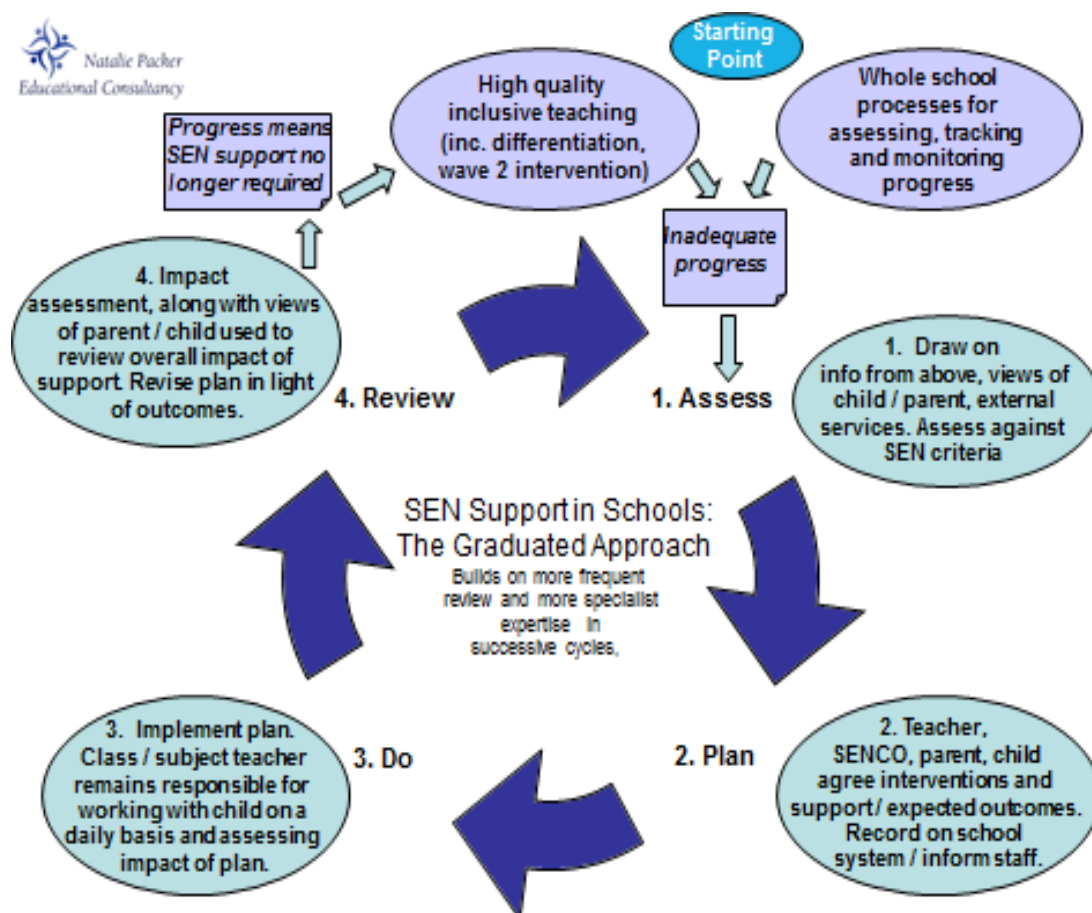 Natalie Packer
Educational Consultancy
Starting
Point
High quality
inclusive teaching
(inc. differentiation,
wave 2 intervention)
Whole school
processes for
assessing, tracking
and monitoring
progress
Progress means
SEN support no
longer required
Inadequate
progress
4. Impact
assessment, along with views
of parent / child used to
review overall impact of
support. Revise plan in light
of outcomes.
4. Review
1. Assess
1. Draw on
info from above, views of
child / parent, external
services. Assess against
SEN criteria
SEN Support in Schools:
The Graduated Approach
Builds on more frequent
review and more specialist
expertise in
successive cycles,
3. Implement plan.
Class / subject teacher
remains responsible for
working with child on a
daily basis and assessing
impact of plan.
3. Do
2. Plan
2. Teacher,
SENCO, parent, child
agree interventions and
support / expected outcomes.
Record on school
system / inform staff.